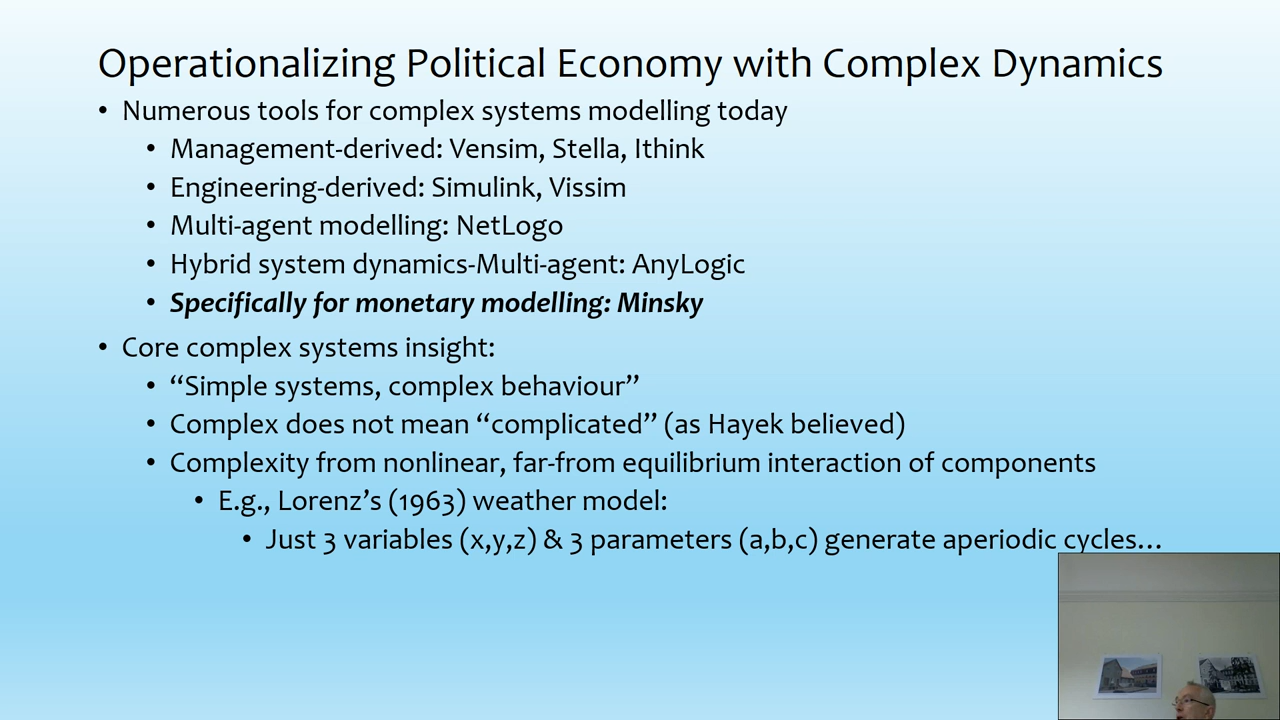 Operationalizing Political Economy with Complex Dynamics
• Numerous tools for complex systems modelling today
• Management-derived: Vensim, Stella, Ithink
• Engineering-derived: Simulink, Vissim
• Multi-agent modelling: NetLogo
• Hybrid system dynamics-Multi-agent: AnyLogic
• Specifically for monetary modelling: Minsky
• Core complex systems insight:
• “Simple systems, complex behaviour”
• Complex does not mean “complicated” (as Hayek believed)
• Complexity from nonlinear, far-from equilibrium interaction of components
• E.g., Lorenz’s (1963) weather model:
• Just 3 variables (x,y,z) & 3 parameters (a,b,c) generate aperiodic cycles…